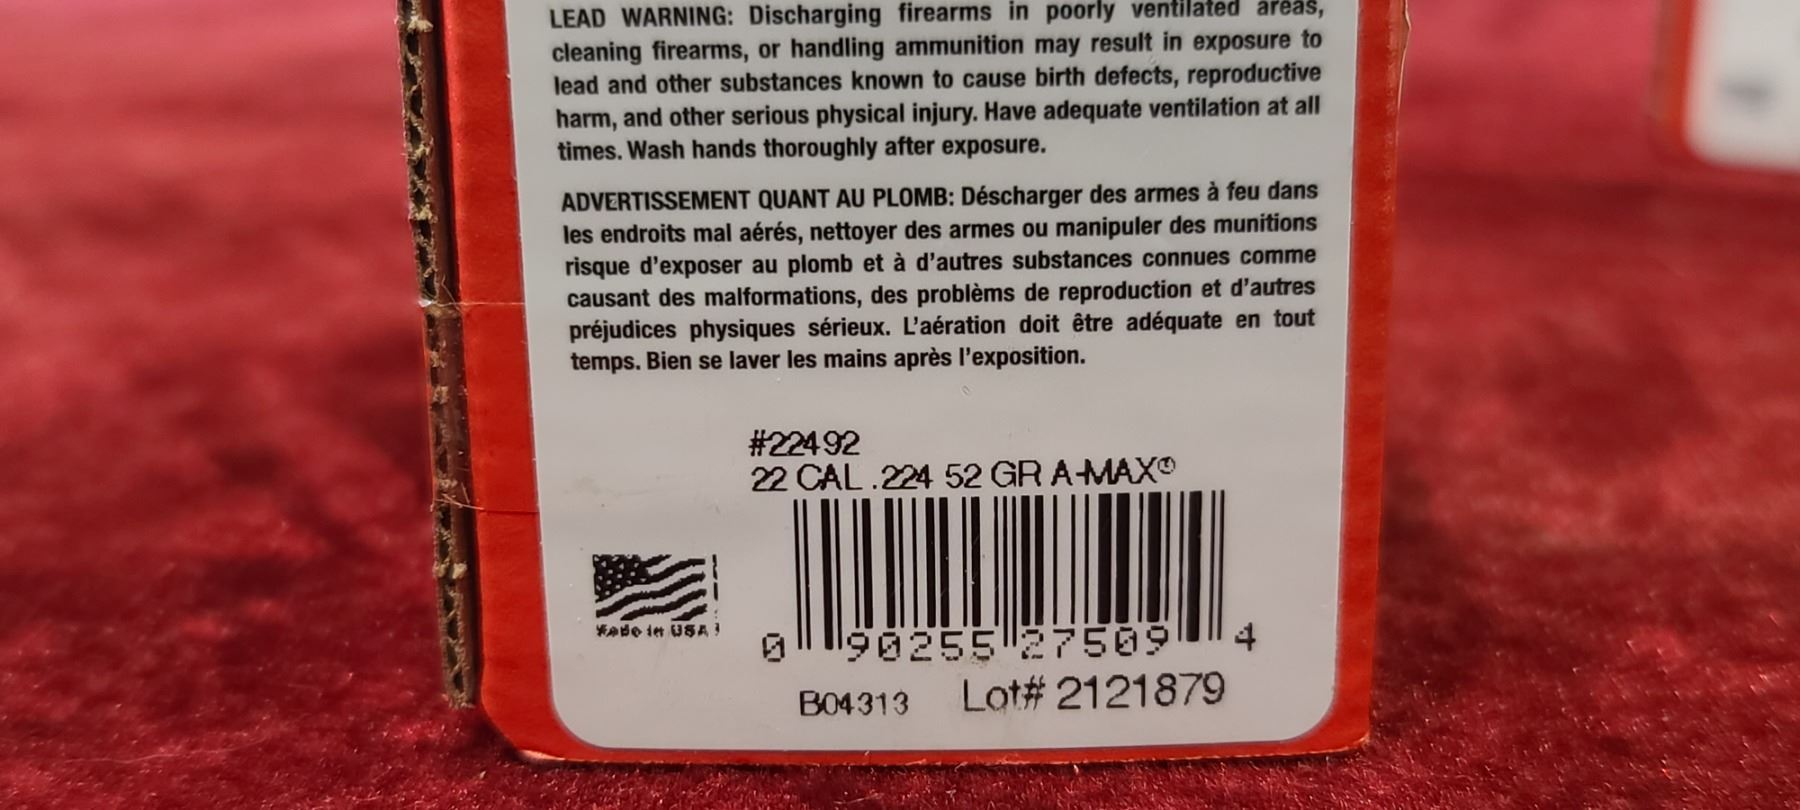 LEAD WARNING: Discharging firearms in poorly ventilated areas,
cleaning firearms, or handling ammunition may result in exposure to
lead and other substances known to cause birth defects, reproductive
harm, and other serious physical injury. Have adequate ventilation at all
times. Wash hands thoroughly after exposure.
ADVERTISSEMENT QUANT AU PLOMB: Déscharger des armes à feu dans
les endroits mal aérés, nettoyer des armes ou manipuler des munitions
risque d'exposer au plomb et à d'autres substances connues comme
causant des malformations, des problèms de reproduction et d'autres
préjudices physiques sérieux. L'aération doit être adéquate en tout
temps. Bien se laver les mains après l'exposition.
#22492
22 CAL .224 52 GR A-MAX®
Made in USA
0 90255 27509 4
B04313 Lot# 2121879